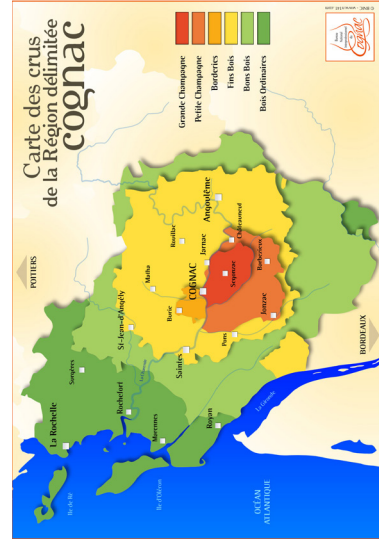 Carte des crus
de la Région délimitée
cognac
Grande Champagne
Petite Champagne
Borderies
Fins Bois
Bons Bois
Bois Ordinaires
POITIERS
La Rochelle
Surgères
Ile de Ré
Rochefort
St-Jean-d'Angély
Matha
Rouillac
Ile d'Oléron
Marennes
Saintes
Burie
COGNAC
Jarnac
Angoulême
Châteauneuf
Segonzac
Royan
Pons
Jonzac
Barbezieux
La Gironde
OCÉAN
ATLANTIQUE
BORDEAUX
Cognac